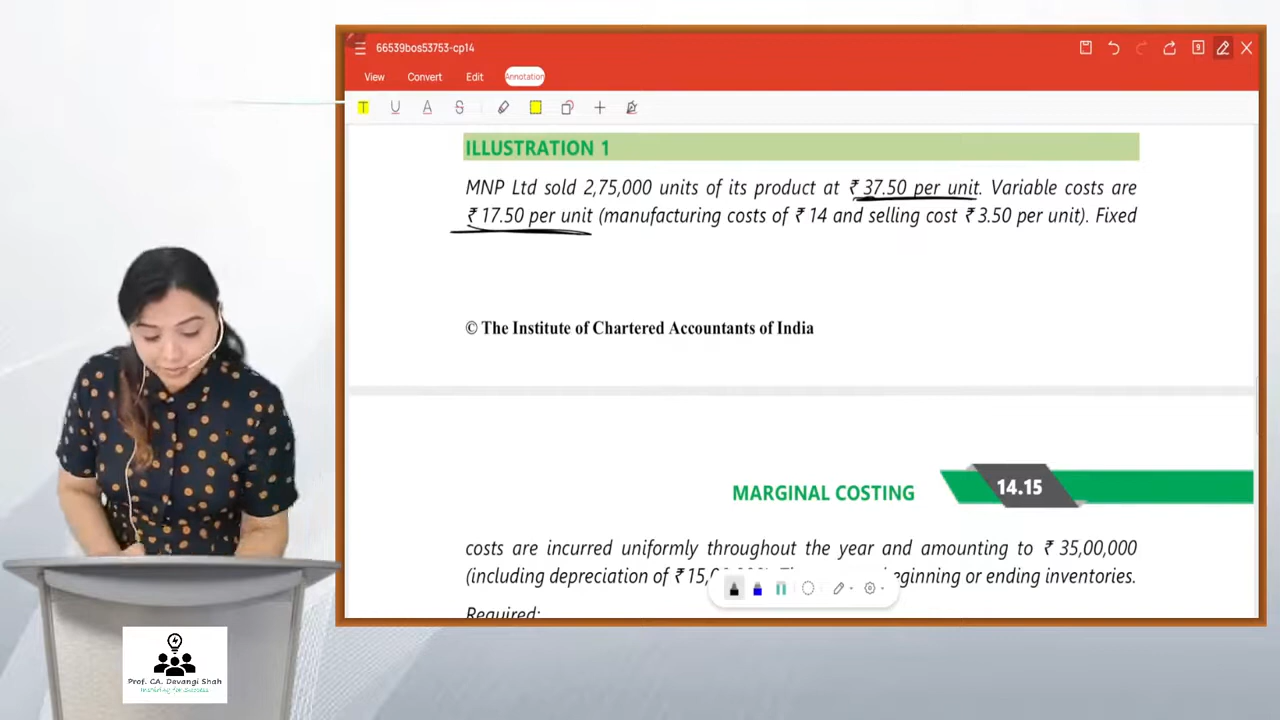 66539bos53753-cp14
View Convert Edit Annotation
T U A S
9
ILLUSTRATION 1
MNP Ltd sold 2,75,000 units of its product at ₹ 37.50 per unit. Variable costs are
₹ 17.50 per unit (manufacturing costs of ₹ 14 and selling cost ₹ 3.50 per unit). Fixed
© The Institute of Chartered Accountants of India
MARGINAL COSTING 14.15
costs are incurred uniformly throughout the year and amounting to ₹ 35,00,000
(including depreciation of ₹ 15, or ending inventories.
Required:
Prof. CA. Devangi Shah